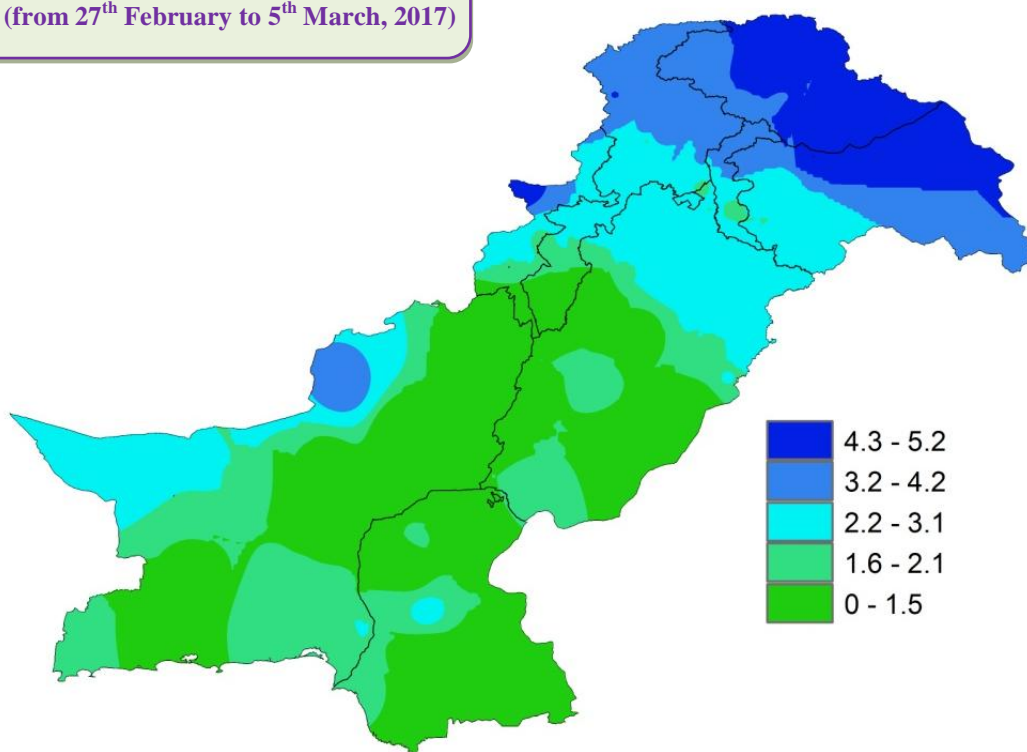 (from 27th February to 5th March, 2017)
4.3 - 5.2
3.2 - 4.2
2.2 - 3.1
1.6 - 2.1
0 - 1.5